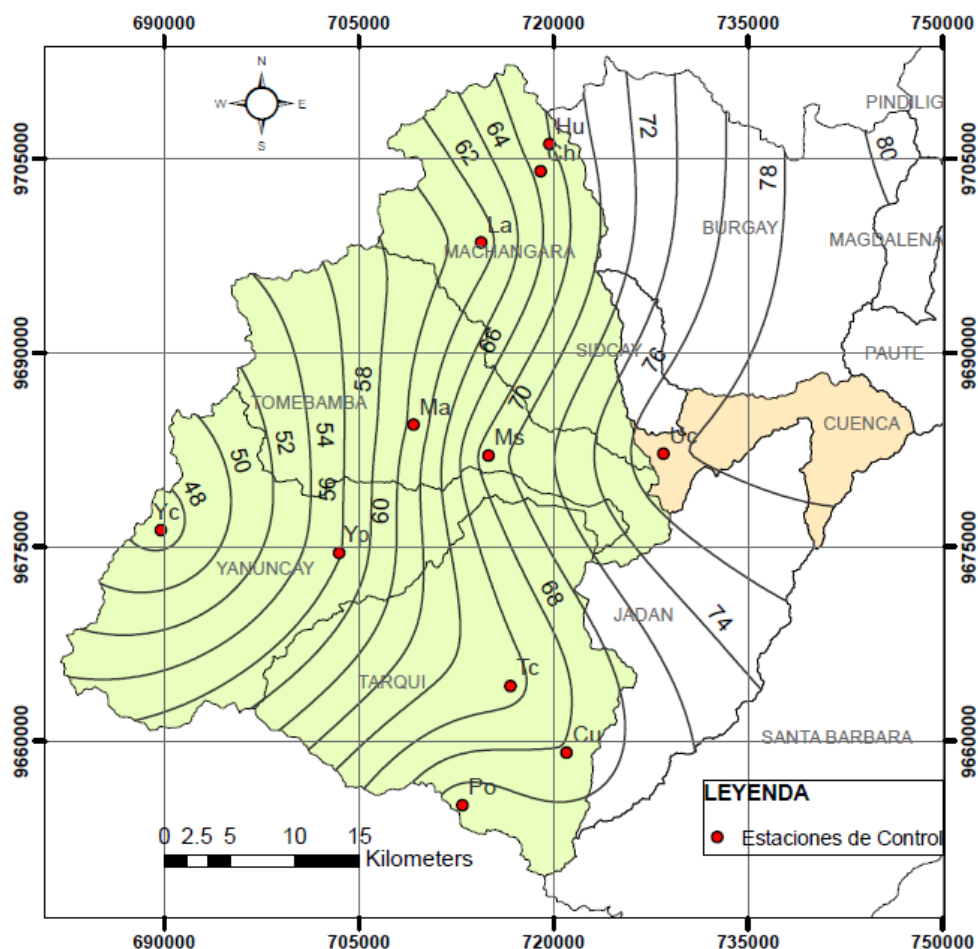 690000 705000 720000 735000 750000
N
W E
S
PINDILIG
72
Hu
64
Ch
62
80
9705000 9705000
78
La
BURGAY
MAGDALENA
MACHANGARA
66
SIDCAY
9690000 9690000
76
PAUTE
58
70
TOMEBAMBA
Ma
CUENCA
54
52
Ms
Uc
50
56
48
60
Yc
Yp
9675000 9675000
YANUNCAY
68
JADAN
74
Tc
TARQUI
9660000 9660000
SANTA BARBARA
Cu
Po
LEYENDA
0 2.5 5 10 15
Kilometers
Estaciones de Control
690000 705000 720000 735000 750000